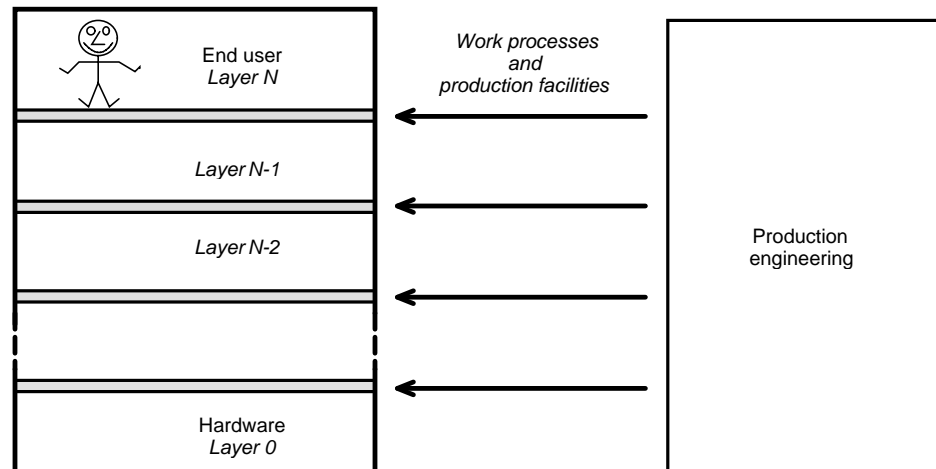 End user
Layer N
Work processes
and
production facilities
Layer N-1
Layer N-2
Production
engineering
Hardware
Layer 0